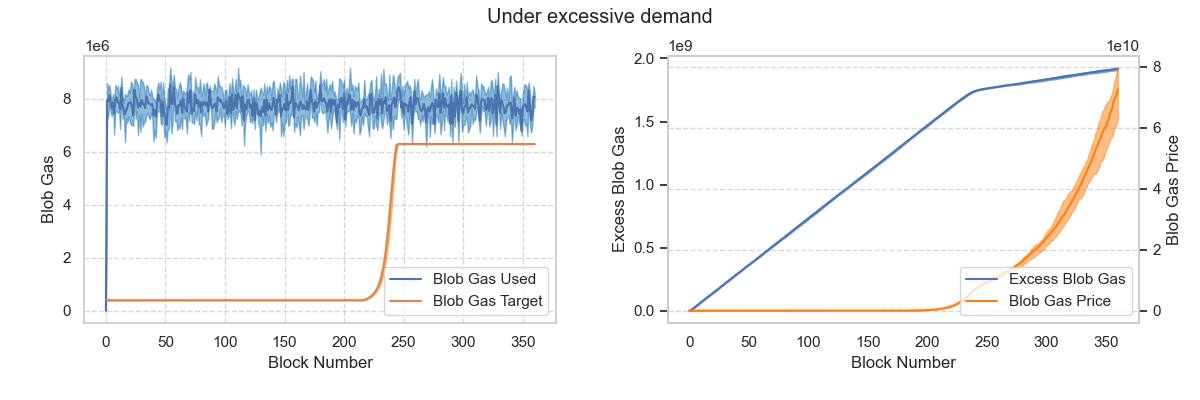 Under excessive demand
1e6
8
6
4
2
0
Blob Gas
Blob Gas Used
Blob Gas Target
0 50 100 150 200 250 300 350
Block Number
1e9
1e10
2.0
1.5
1.0
0.5
0.0
Excess Blob Gas
8
6
4
2
0
Blob Gas Price
Excess Blob Gas
Blob Gas Price
0 50 100 150 200 250 300 350
Block Number